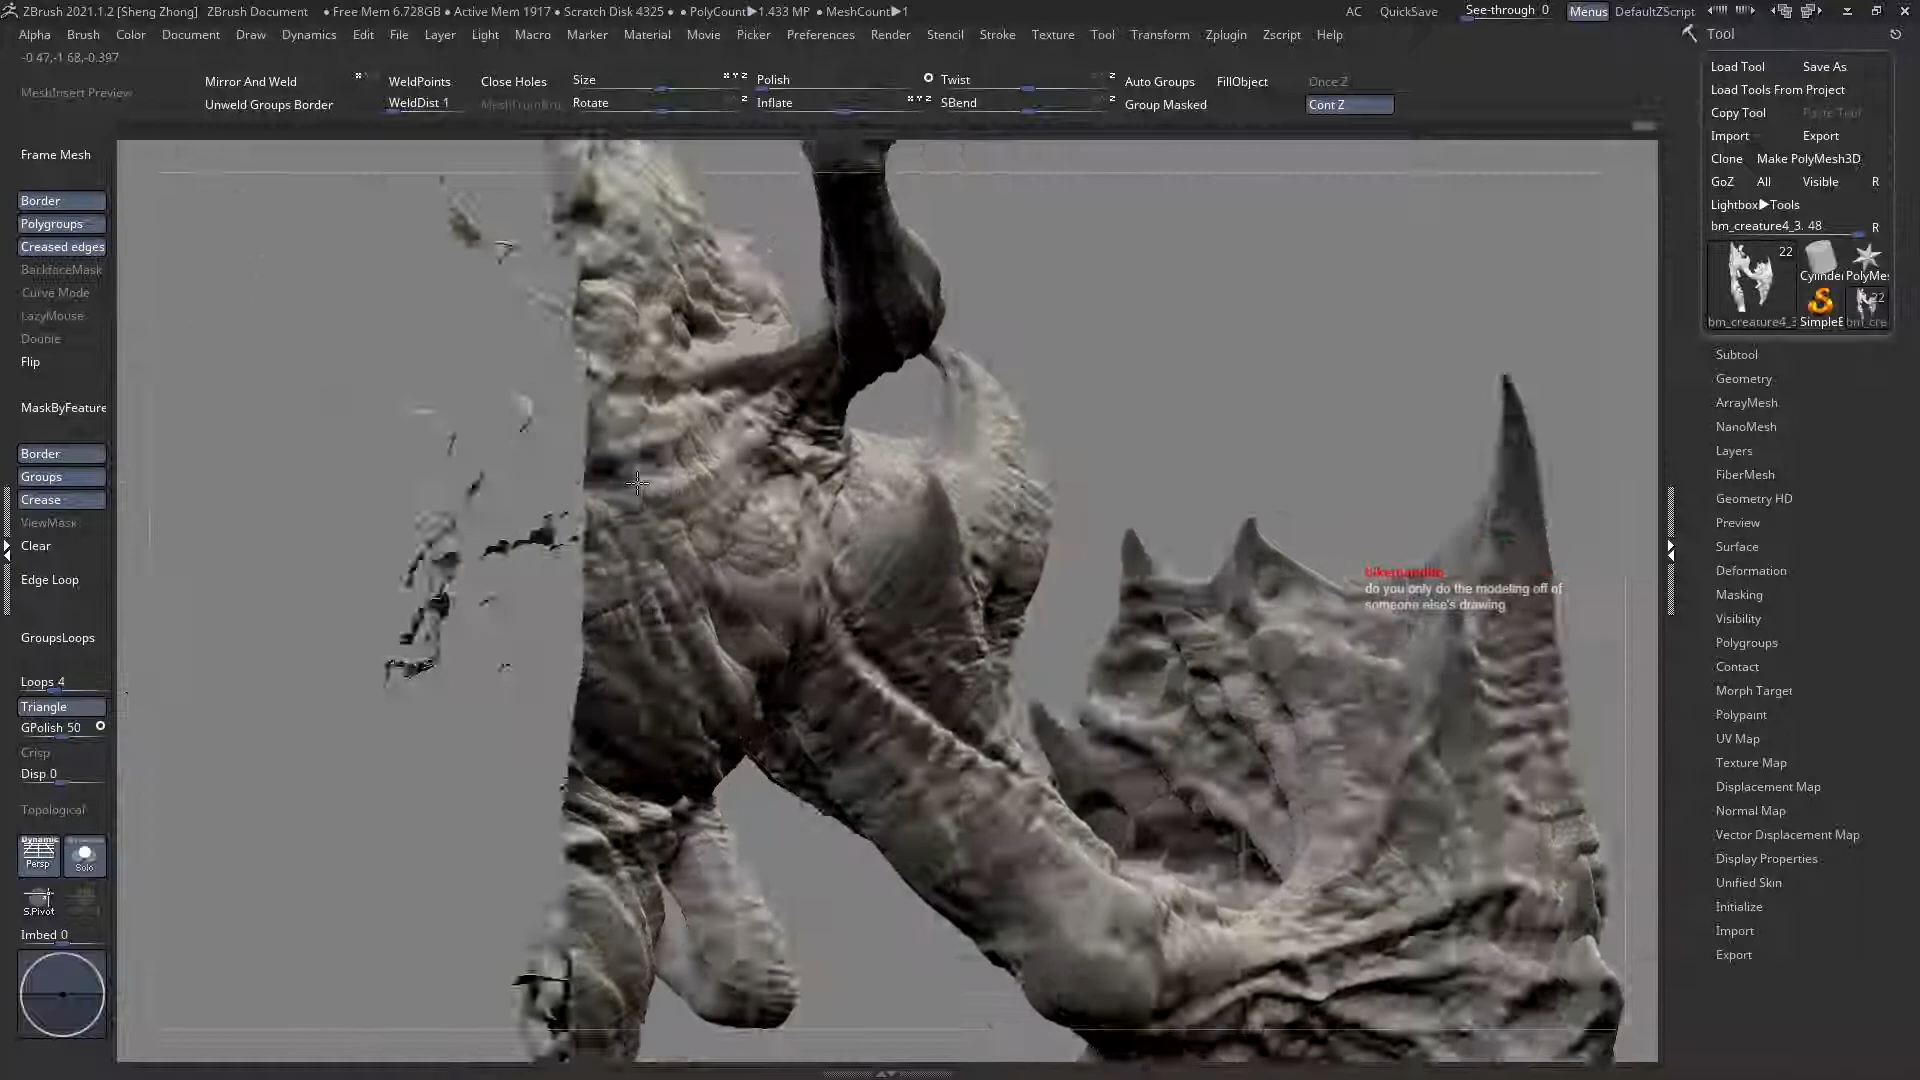 ZBrush 2021.1.2 [Sheng Zhong] ZBrush Document • Free Mem 6.728GB • Active Mem 1917 • Scratch Disk 4325 • • PolyCount▶1.433 MP • MeshCount▶1 AC QuickSave See-through 0 Menus DefaultZScript
Alpha Brush Color Document Draw Dynamics Edit File Layer Light Macro Marker Material Movie Picker Preferences Render Stencil Stroke Texture Tool Transform Zplugin Zscript Help
MeshInsert Preview
Mirror And Weld WeldPoints Close Holes Size Polish Twist Auto Groups FillObject Once Z
Unweld Groups Border WeldDist 1 Rotate Inflate SBend Group Masked Cont Z
Frame Mesh
Border
Polygroups
Creased edges
BackfaceMask
Curve Mode
LazyMouse
Double
Flip
MaskByFeature
Border
Groups
Crease
ViewMask
Clear
Edge Loop
GroupsLoops
Loops 4
Triangle
GPolish 50
Crisp
Disp 0
Topological
Dynamic
Persp Solo
S.Pivot
Imbed 0
do you only do the modeling off of
someone else's drawing
Tool
Load Tool Save As
Load Tools From Project
Copy Tool Paste Tool
Import Export
Clone Make PolyMesh3D
GoZ All Visible R
Lightbox▶Tools
bm_creature4_3. 48 R
22
Cylinder PolyMes
22
bm_creature4_3 SimpleB bm_cre
Subtool
Geometry
ArrayMesh
NanoMesh
Layers
FiberMesh
Geometry HD
Preview
Surface
Deformation
Masking
Visibility
Polygroups
Contact
Morph Target
Polypaint
UV Map
Texture Map
Displacement Map
Normal Map
Vector Displacement Map
Display Properties
Unified Skin
Initialize
Import
Export